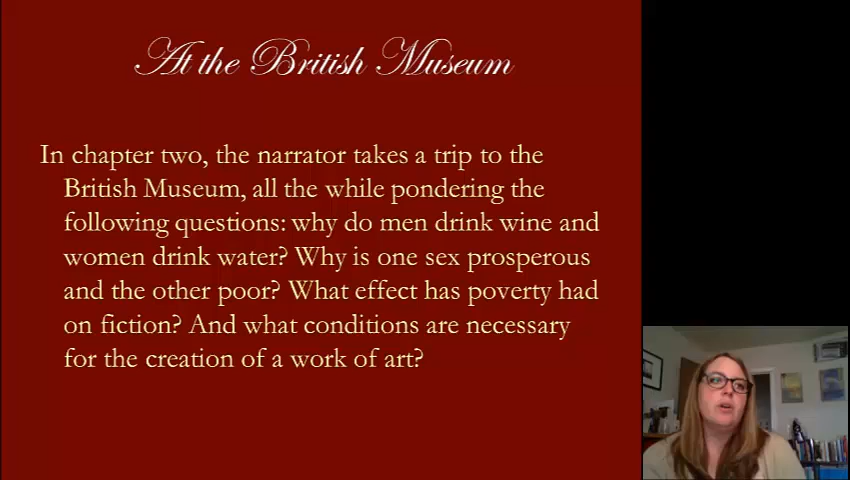 At the British Museum
In chapter two, the narrator takes a trip to the
British Museum, all the while pondering the
following questions: why do men drink wine and
women drink water? Why is one sex prosperous
and the other poor? What effect has poverty had
on fiction? And what conditions are necessary
for the creation of a work of art?